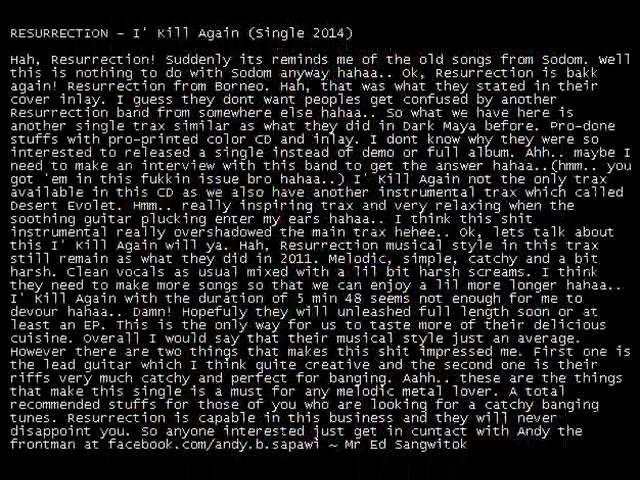 RESURRECTION - I' Kill Again (Single 2014)
Hah, Resurrection! Suddenly its reminds me of the old songs from Sodom. Well
this is nothing to do with Sodom anyway hahaa.. Ok, Resurrection is bakk
again! Resurrection from Borneo. Hah, that was what they stated in their
cover inlay. I guess they dont want peoples get confused by another
Resurrection band from somewhere else hahaa.. So what we have here is
another single trax similar as what they did in Dark Maya before. Pro-done
stuffs with pro-printed color CD and inlay. I dont know why they were so
interested to released a single instead of demo or full album. Ahh.. maybe I
need to make an interview with this band to get the answer hahaa..(hmm.. you
got 'em in this fukkin issue bro hahaa..) I' Kill Again not the only trax
available in this CD as we also have another instrumental trax which called
Desert Evolet. Hmm.. really inspiring trax and very relaxing when the
soothing guitar plucking enter my ears hahaa.. I think this shit
instrumental really overshadowed the main trax hehee.. Ok, lets talk about
this I' Kill Again will ya. Hah, Resurrection musical style in this trax
still remain as what they did in 2011. Melodic, simple, catchy and a bit
harsh. Clean vocals as usual mixed with a lil bit harsh screams. I think
they need to make more songs so that we can enjoy a lil more longer hahaa..
I' Kill Again with the duration of 5 min 48 seems not enough for me to
devour hahaa.. Damn! Hopefuly they will unleashed full length soon or at
least an EP. This is the only way for us to taste more of their delicious
cuisine. Overall I would say that their musical style just an average.
However there are two things that makes this shit impressed me. First one is
the lead guitar which I think quite creative and the second one is their
riffs very much catchy and perfect for banging. Aahh.. these are the things
that make this single is a must for any melodic metal lover. A total
recommended stuffs for those of you who are looking for a catchy banging
tunes. Resurrection is capable in this business and they will never
disappoint you. So anyone interested just get in cuntact with Andy the
frontman at facebook.com/andy.b.sapawi ~ Mr Ed Sangwitok